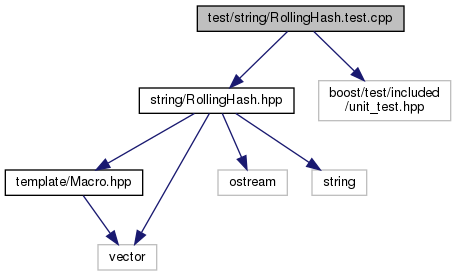 test/string/RollingHash.test.cpp
string/RollingHash.hpp
boost/test/included
/unit_test.hpp
template/Macro.hpp
ostream
string
vector